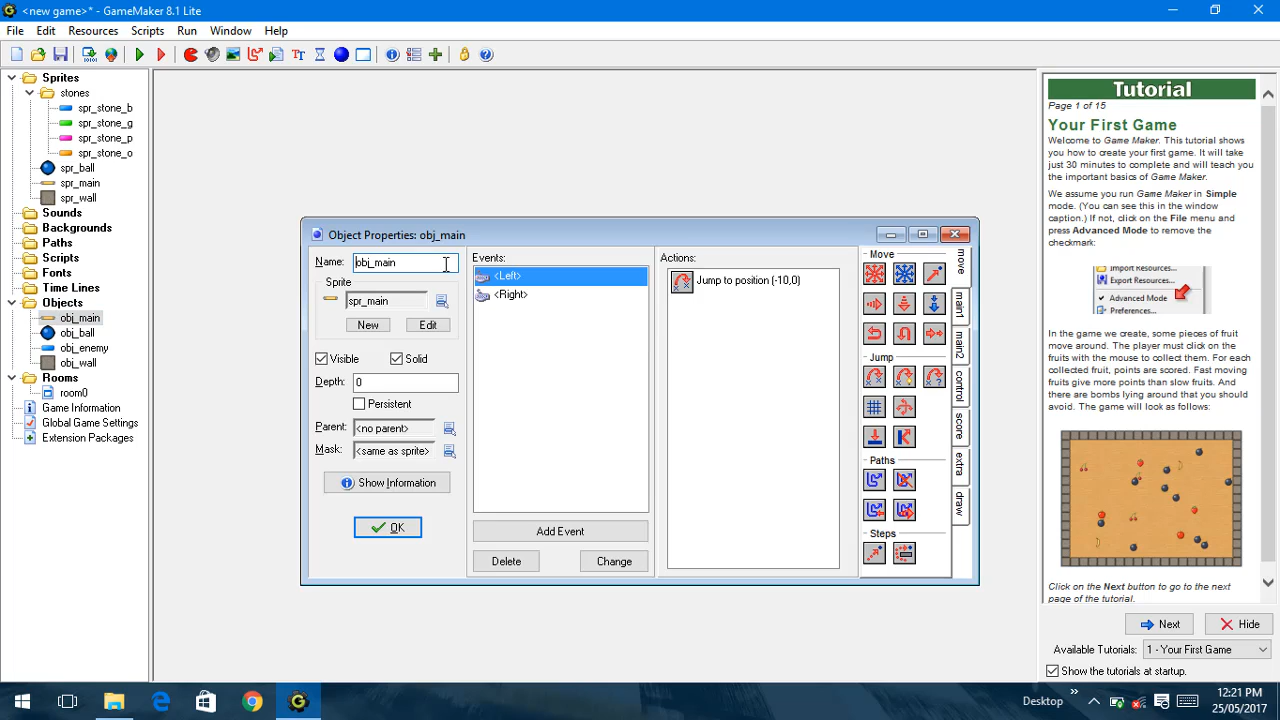 <new game>* - GameMaker 8.1 Lite
File Edit Resources Scripts Run Window Help
Sprites
stones
spr_stone_b
spr_stone_g
spr_stone_p
spr_stone_o
spr_ball
spr_main
spr_wall
Sounds
Backgrounds
Paths
Scripts
Fonts
Time Lines
Objects
obj_main
obj_ball
obj_enemy
obj_wall
Rooms
room0
Game Information
Global Game Settings
Extension Packages
Object Properties: obj_main
Name: obj_main
Sprite
spr_main
New Edit
Visible Solid
Depth: 0
Persistent
Parent: <no parent>
Mask: <same as sprite>
Show Information
OK
Events:
<Left>
<Right>
Add Event
Delete Change
Actions:
Jump to position (-10,0)
Move
Jump
Paths
Steps
move
main1
main2
control
score
extra
draw
Tutorial
Page 1 of 15
Your First Game
Welcome to Game Maker. This tutorial shows
you how to create your first game. It will take
just 30 minutes to complete and will teach you
the important basics of Game Maker.
We assume you run Game Maker in Simple
mode. (You can see this in the window
caption.) If not, click on the File menu and
press Advanced Mode to remove the
checkmark:
Import Resources...
Export Resources...
Advanced Mode
Preferences...
In the game we create, some pieces of fruit
move around. The player must click on the
fruits with the mouse to collect them. For each
collected fruit, points are scored. Fast moving
fruits give more points than slow fruits. And
there are bombs lying around that you should
avoid. The game will look as follows:
Click on the Next button to go to the next
page of the tutorial.
Next Hide
Available Tutorials: 1 - Your First Game
Show the tutorials at startup.
Desktop
12:21 PM
25/05/2017